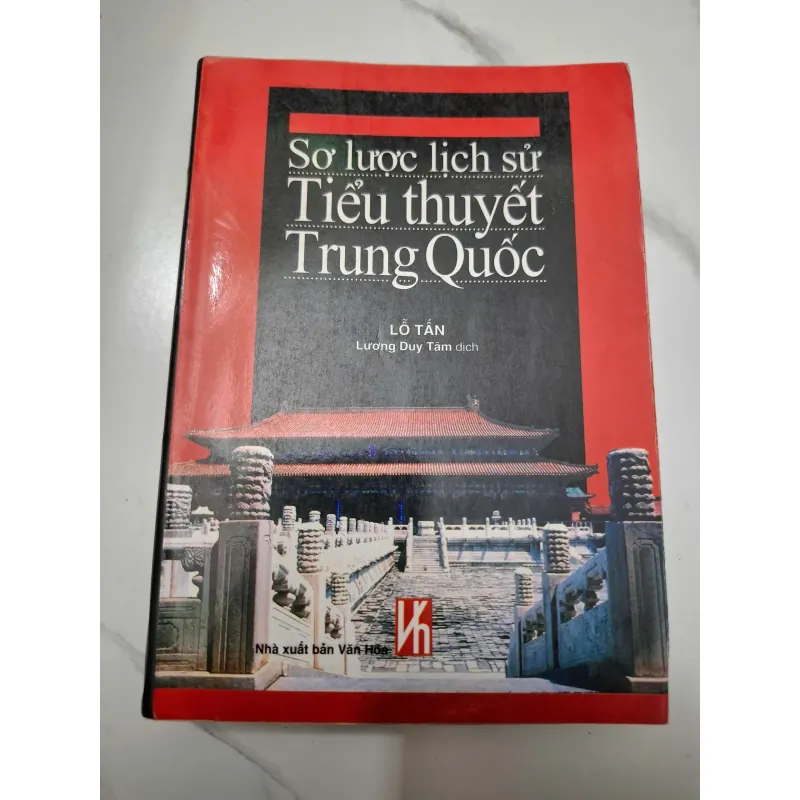 Sơ lược lịch sử
Tiểu thuyết
Trung Quốc
LỖ TẤN
Lương Duy Tâm dịch
Nhà xuất bản Văn Hóa
Vh